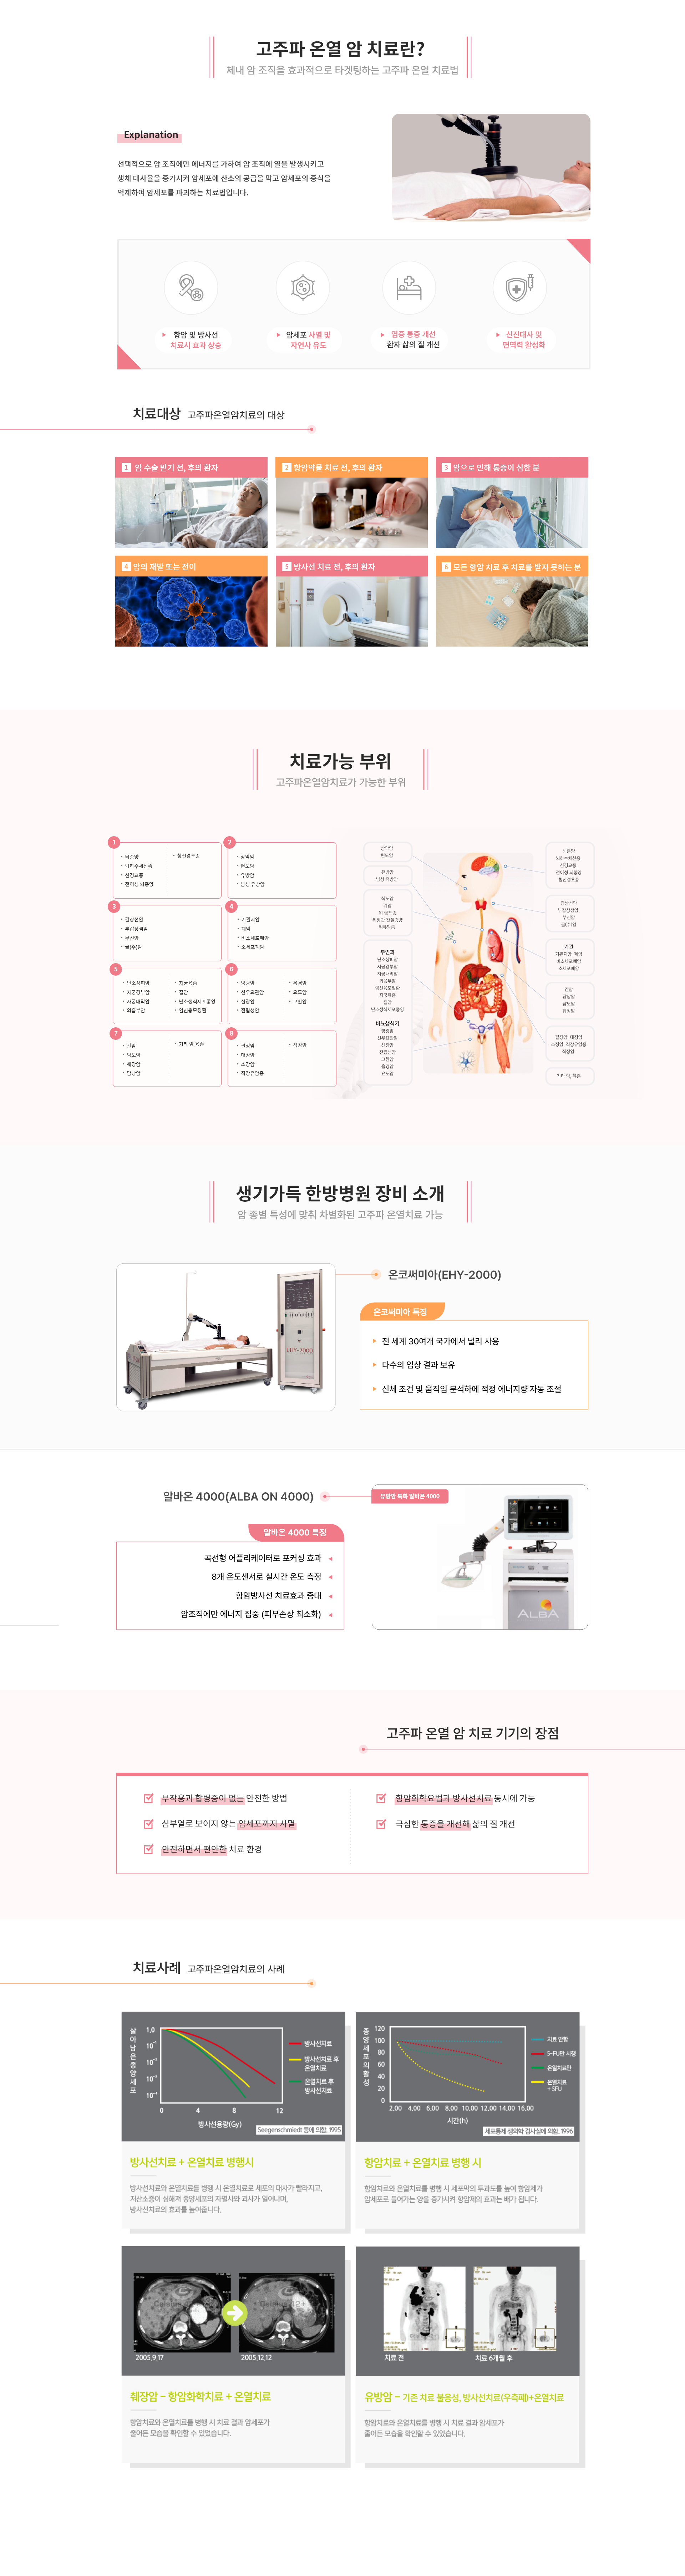 고주파 온열 암 치료란?
체내 암 조직을 효과적으로 타겟팅하는 고주파 온열 치료법
Explanation
선택적으로 암 조직에만 에너지를 가하여 암 조직에 열을 발생시키고
생체 대사율을 증가시켜 암세포에 산소의 공급을 막고 암세포의 증식을
억제하여 암세포를 파괴하는 치료법입니다.
항암 및 방사선
치료시 효과 상승
암세포 사멸 및
자연사 유도
염증 통증 개선
환자 삶의 질 개선
신진대사 및
면역력 활성화
치료대상 고주파온열암치료의 대상
1 암 수술 받기 전, 후의 환자
2 항암약물 치료 전, 후의 환자
3 암으로 인해 통증이 심한 분
4 암의 재발 또는 전이
5 방사선 치료 전, 후의 환자
6 모든 항암 치료 후 치료를 받지 못하는 분
치료가능 부위
고주파온열암치료가 가능한 부위
1
뇌종양
뇌하수체선종
신경교종
전이성 뇌종양
청신경초종
2
상악암
편도암
유방암
남성 유방암
3
갑상선암
부갑상샘암
부신암
골(수)암
4
기관지암
폐암
비소세포폐암
소세포폐암
5
난소상피암
자궁경부암
자궁내막암
외음부암
자궁육종
질암
난소생식세포종양
임신융모질환
6
방광암
신우요관암
신장암
전립성암
음경암
요도암
고환암
7
간암
담도암
췌장암
담낭암
기타 암 육종
8
결장암
대장암
소장암
직장유암종
직장암
상악암
편도암
유방암
남성 유방암
식도암
위암
위 림프종
위장관 간질종양
위유암종
부인과
난소상피암
자궁경부암
자궁내막암
외음부암
임신융모질환
자궁육종
질암
난소생식세포종양
비뇨생식기
방광암
신우요관암
신장암
전립선암
고환암
음경암
요도암
뇌종양
뇌하수체선종,
신경교종,
전이성 뇌종양
청신경초종
갑상선암
부갑상샘암,
부신암
골(수)암
기관
기관지암, 폐암
비소세포폐암
소세포폐암
간암
담낭암
담도암
췌장암
결장암, 대장암
소장암, 직장유암종
직장암
기타 암, 육종
생기가득 한방병원 장비 소개
암 종별 특성에 맞춰 차별화된 고주파 온열치료 가능
EHY-2000
온코써미아(EHY-2000)
온코써미아 특징
전 세계 30여개 국가에서 널리 사용
다수의 임상 결과 보유
신체 조건 및 움직임 분석하에 적정 에너지량 자동 조절
알바온 4000(ALBA ON 4000)
유방암 특화 알바온 4000
알바온 4000 특징
곡선형 어플리케이터로 포커싱 효과
8개 온도센서로 실시간 온도 측정
항암방사선 치료효과 증대
암조직에만 에너지 집중 (피부손상 최소화)
ALBA
고주파 온열 암 치료 기기의 장점
부작용과 합병증이 없는 안전한 방법
심부열로 보이지 않는 암세포까지 사멸
안전하면서 편안한 치료 환경
항암화학요법과 방사선치료 동시에 가능
극심한 통증을 개선해 삶의 질 개선
치료사례 고주파온열암치료의 사례
살아남은종양세포
1.0
10⁻¹
10⁻²
10⁻³
10⁻⁴
0 4 8 12
방사선용량(Gy)
방사선치료
방사선치료 후
온열치료
온열치료 후
방사선치료
Seegenschmiedt 등에 의함, 1995
방사선치료 + 온열치료 병행시
방사선치료와 온열치료를 병행 시 온열치료로 세포의 대사가 빨라지고,
저산소증이 심해져 종양세포의 자멸사와 괴사가 일어나며,
방사선치료의 효과를 높여줍니다.
종양세포의활성
120
100
80
60
40
20
0
2.00 4.00 6.00 8.00 10.00 12.00 14.00 16.00
시간(h)
치료 안함
5-FU만 시행
온열치료만
온열치료
+ 5FU
세포통제 생의학 검사실에 의함, 1996
항암치료 + 온열치료 병행 시
항암치료와 온열치료를 병행 시 세포막의 투과도를 높여 항암제가
암세포로 들어가는 양을 증가시켜 항암제의 효과는 배가 됩니다.
2005.9.17
2005.12.12
췌장암 - 항암화학치료 + 온열치료
항암치료와 온열치료를 병행 시 치료 결과 암세포가
줄어든 모습을 확인할 수 있었습니다.
치료 전
치료 6개월 후
유방암 - 기존 치료 불응성, 방사선치료(우측폐)+온열치료
항암치료와 온열치료를 병행 시 치료 결과 암세포가
줄어든 모습을 확인할 수 있었습니다.